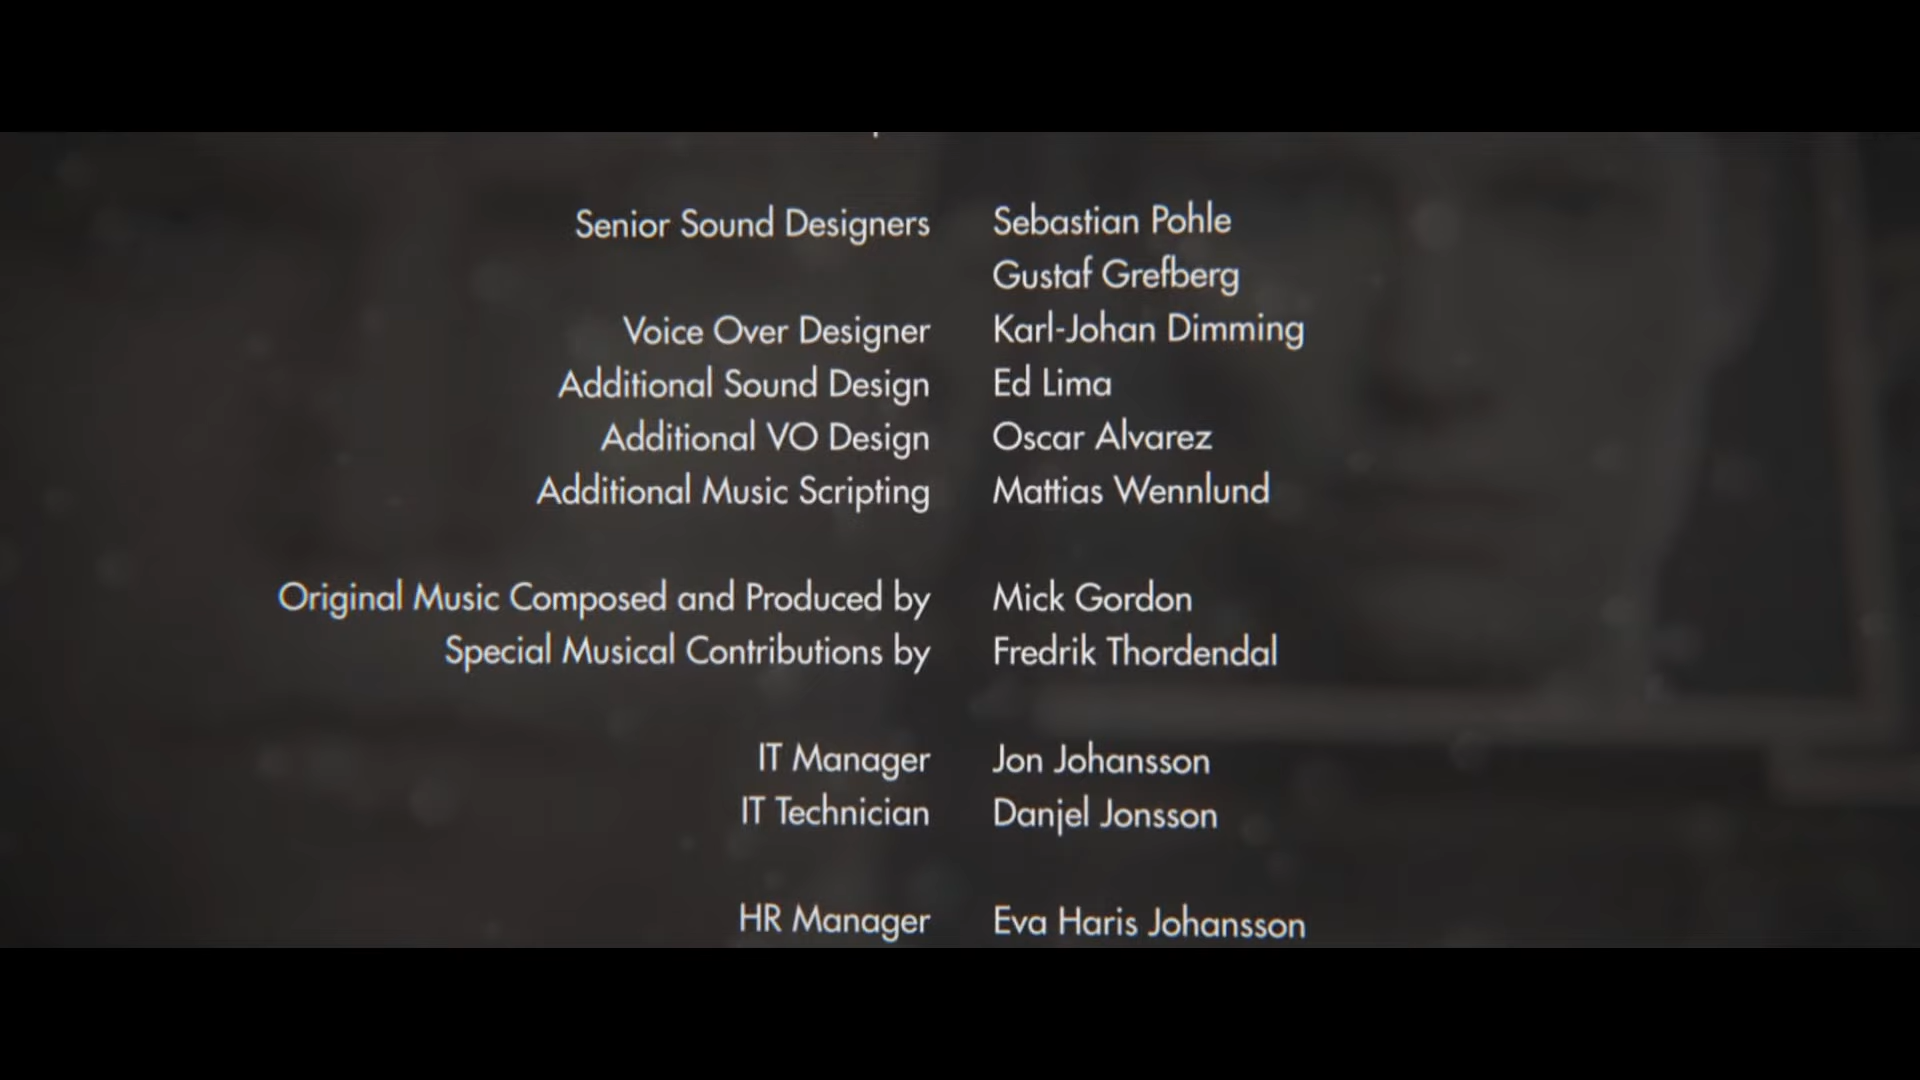 Senior Sound Designers Sebastian Pohle
Gustaf Grefberg
Voice Over Designer Karl-Johan Dimming
Additional Sound Design Ed Lima
Additional VO Design Oscar Alvarez
Additional Music Scripting Mattias Wennlund
Original Music Composed and Produced by Mick Gordon
Special Musical Contributions by Fredrik Thordendal
IT Manager Jon Johansson
IT Technician Danjel Jonsson
HR Manager Eva Haris Johansson